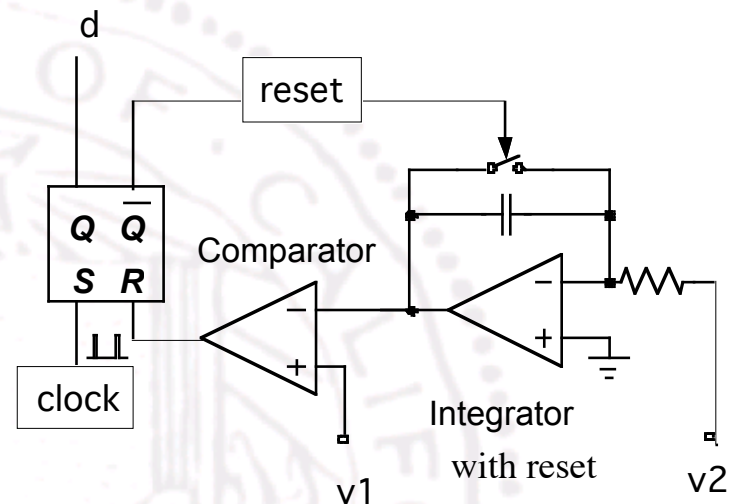 d
reset
Q Q̅
S R
Comparator
−
+
−
+
clock
Integrator
with reset
v1
v2
O F · C A L I F O